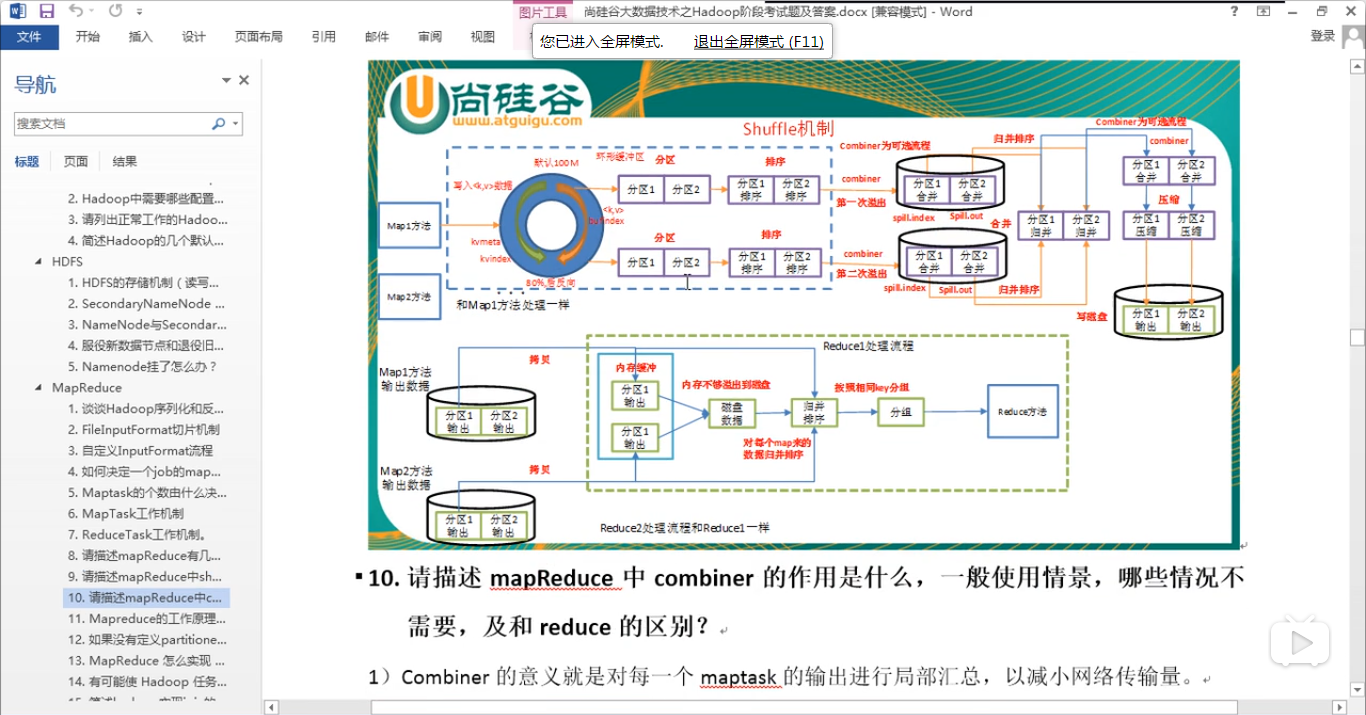 图片工具
尚硅谷大数据技术之Hadoop阶段考试题及答案.docx [兼容模式] - Word
文件
开始
插入
设计
页面布局
引用
邮件
审阅
视图
登录
您已进入全屏模式.
退出全屏模式 (F11)
导航
搜索文档
标题
页面
结果
2. Hadoop中需要哪些配置...
3. 请列出正常工作的Hadoo...
4. 简述Hadoop的几个默认...
HDFS
1. HDFS的存储机制（读写...
2. SecondaryNameNode ...
3. NameNode与Secondar...
4. 服役新数据节点和退役旧...
5. Namenode挂了怎么办？
MapReduce
1. 谈谈Hadoop序列化和反...
2. FileInputFormat切片机制
3. 自定义InputFormat流程
4. 如何决定一个job的map...
5. Maptask的个数由什么决...
6. MapTask工作机制
7. ReduceTask工作机制。
8. 请描述mapReduce有几...
9. 请描述mapReduce中sh...
10. 请描述mapReduce中c...
11. Mapreduce的工作原理...
12. 如果没有定义partitione...
13. MapReduce 怎么实现 ...
14. 有可能使 Hadoop 任务...
尚硅谷
www.atguigu.com
Shuffle机制
默认100M
环形缓冲区
分区
排序
写入<k,v>数据
Map1方法
kvmeta
kvindex
<k,v>
80%,后反向
分区1
分区2
分区1
排序
分区2
排序
分区
排序
分区1
分区2
分区1
排序
分区2
排序
Map2方法
和Map1方法处理一样
Combiner为可选流程
combiner
第一次溢出
分区1
合并
分区2
合并
spill.index
Spill.out
combiner
第二次溢出
分区1
合并
分区2
合并
spill.index
Spill.out
归并排序
合并
归并排序
分区1
归并
分区2
归并
Combiner为可选流程
combiner
分区1
合并
分区2
合并
压缩
分区1
压缩
分区2
压缩
写磁盘
分区1
输出
分区2
输出
Map1方法
输出数据
分区1
输出
分区2
输出
拷贝
Map2方法
输出数据
分区1
输出
分区2
输出
拷贝
Reduce1处理流程
内存缓冲
分区1
输出
分区1
输出
内存不够溢出到磁盘
磁盘
数据
归并
排序
对每个map来的
数据归并排序
按照相同key分组
分组
Reduce方法
Reduce2处理流程和Reduce1一样
10. 请描述 mapReduce 中 combiner 的作用是什么，一般使用情景，哪些情况不
需要，及和 reduce 的区别？
1）Combiner 的意义就是对每一个 maptask 的输出进行局部汇总，以减小网络传输量。